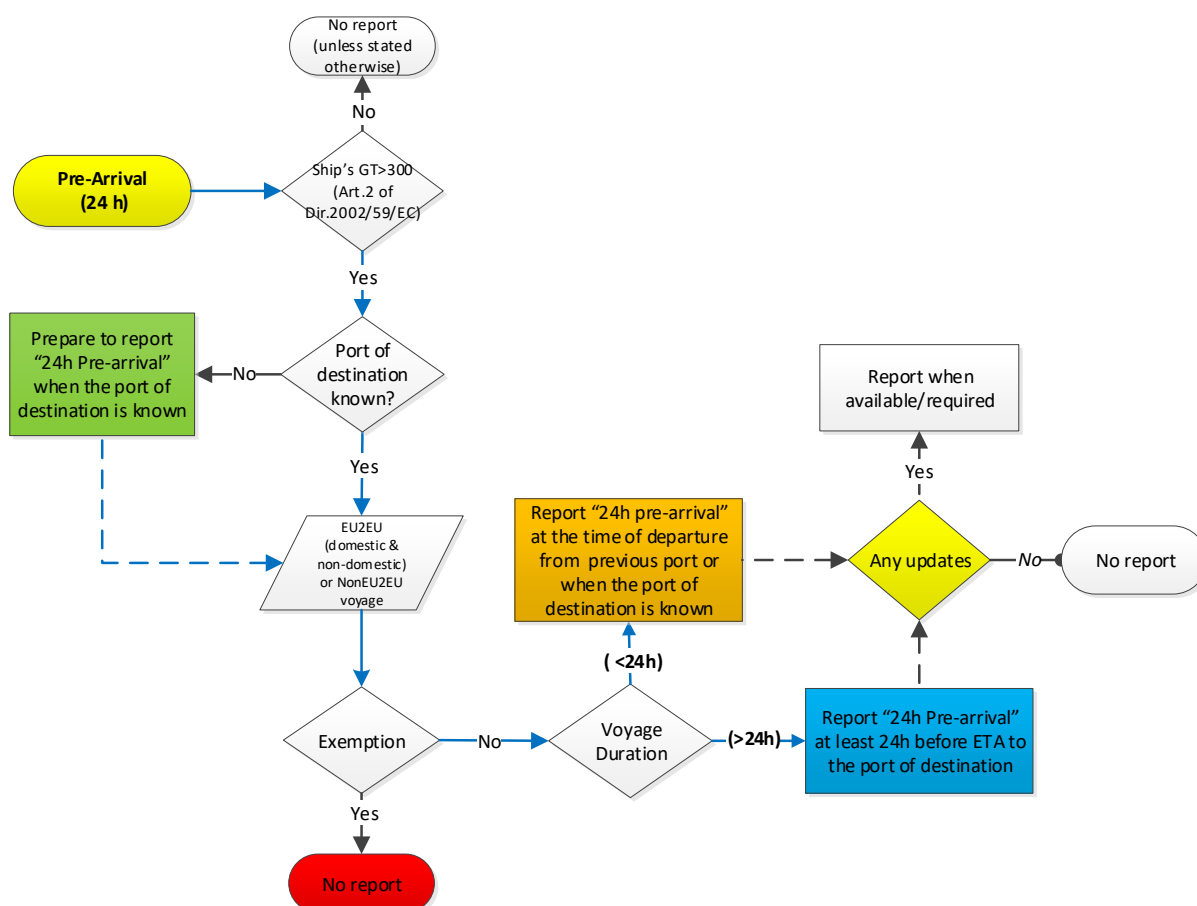 No report
(unless stated
otherwise)
No
Pre-Arrival
(24 h)
Ship's GT>300
(Art.2 of
Dir.2002/59/EC)
Yes
Prepare to report
“24h Pre-arrival”
when the port of
destination is known
No
Port of
destination
known?
Yes
Report when
available/required
Yes
EU2EU
(domestic &
non-domestic)
or NonEU2EU
voyage
Report “24h pre-arrival”
at the time of departure
from previous port or
when the port of
destination is known
Any updates
No
No report
( <24h)
Exemption
No
Voyage
Duration
(>24h)
Report “24h Pre-arrival”
at least 24h before ETA to
the port of destination
Yes
No report